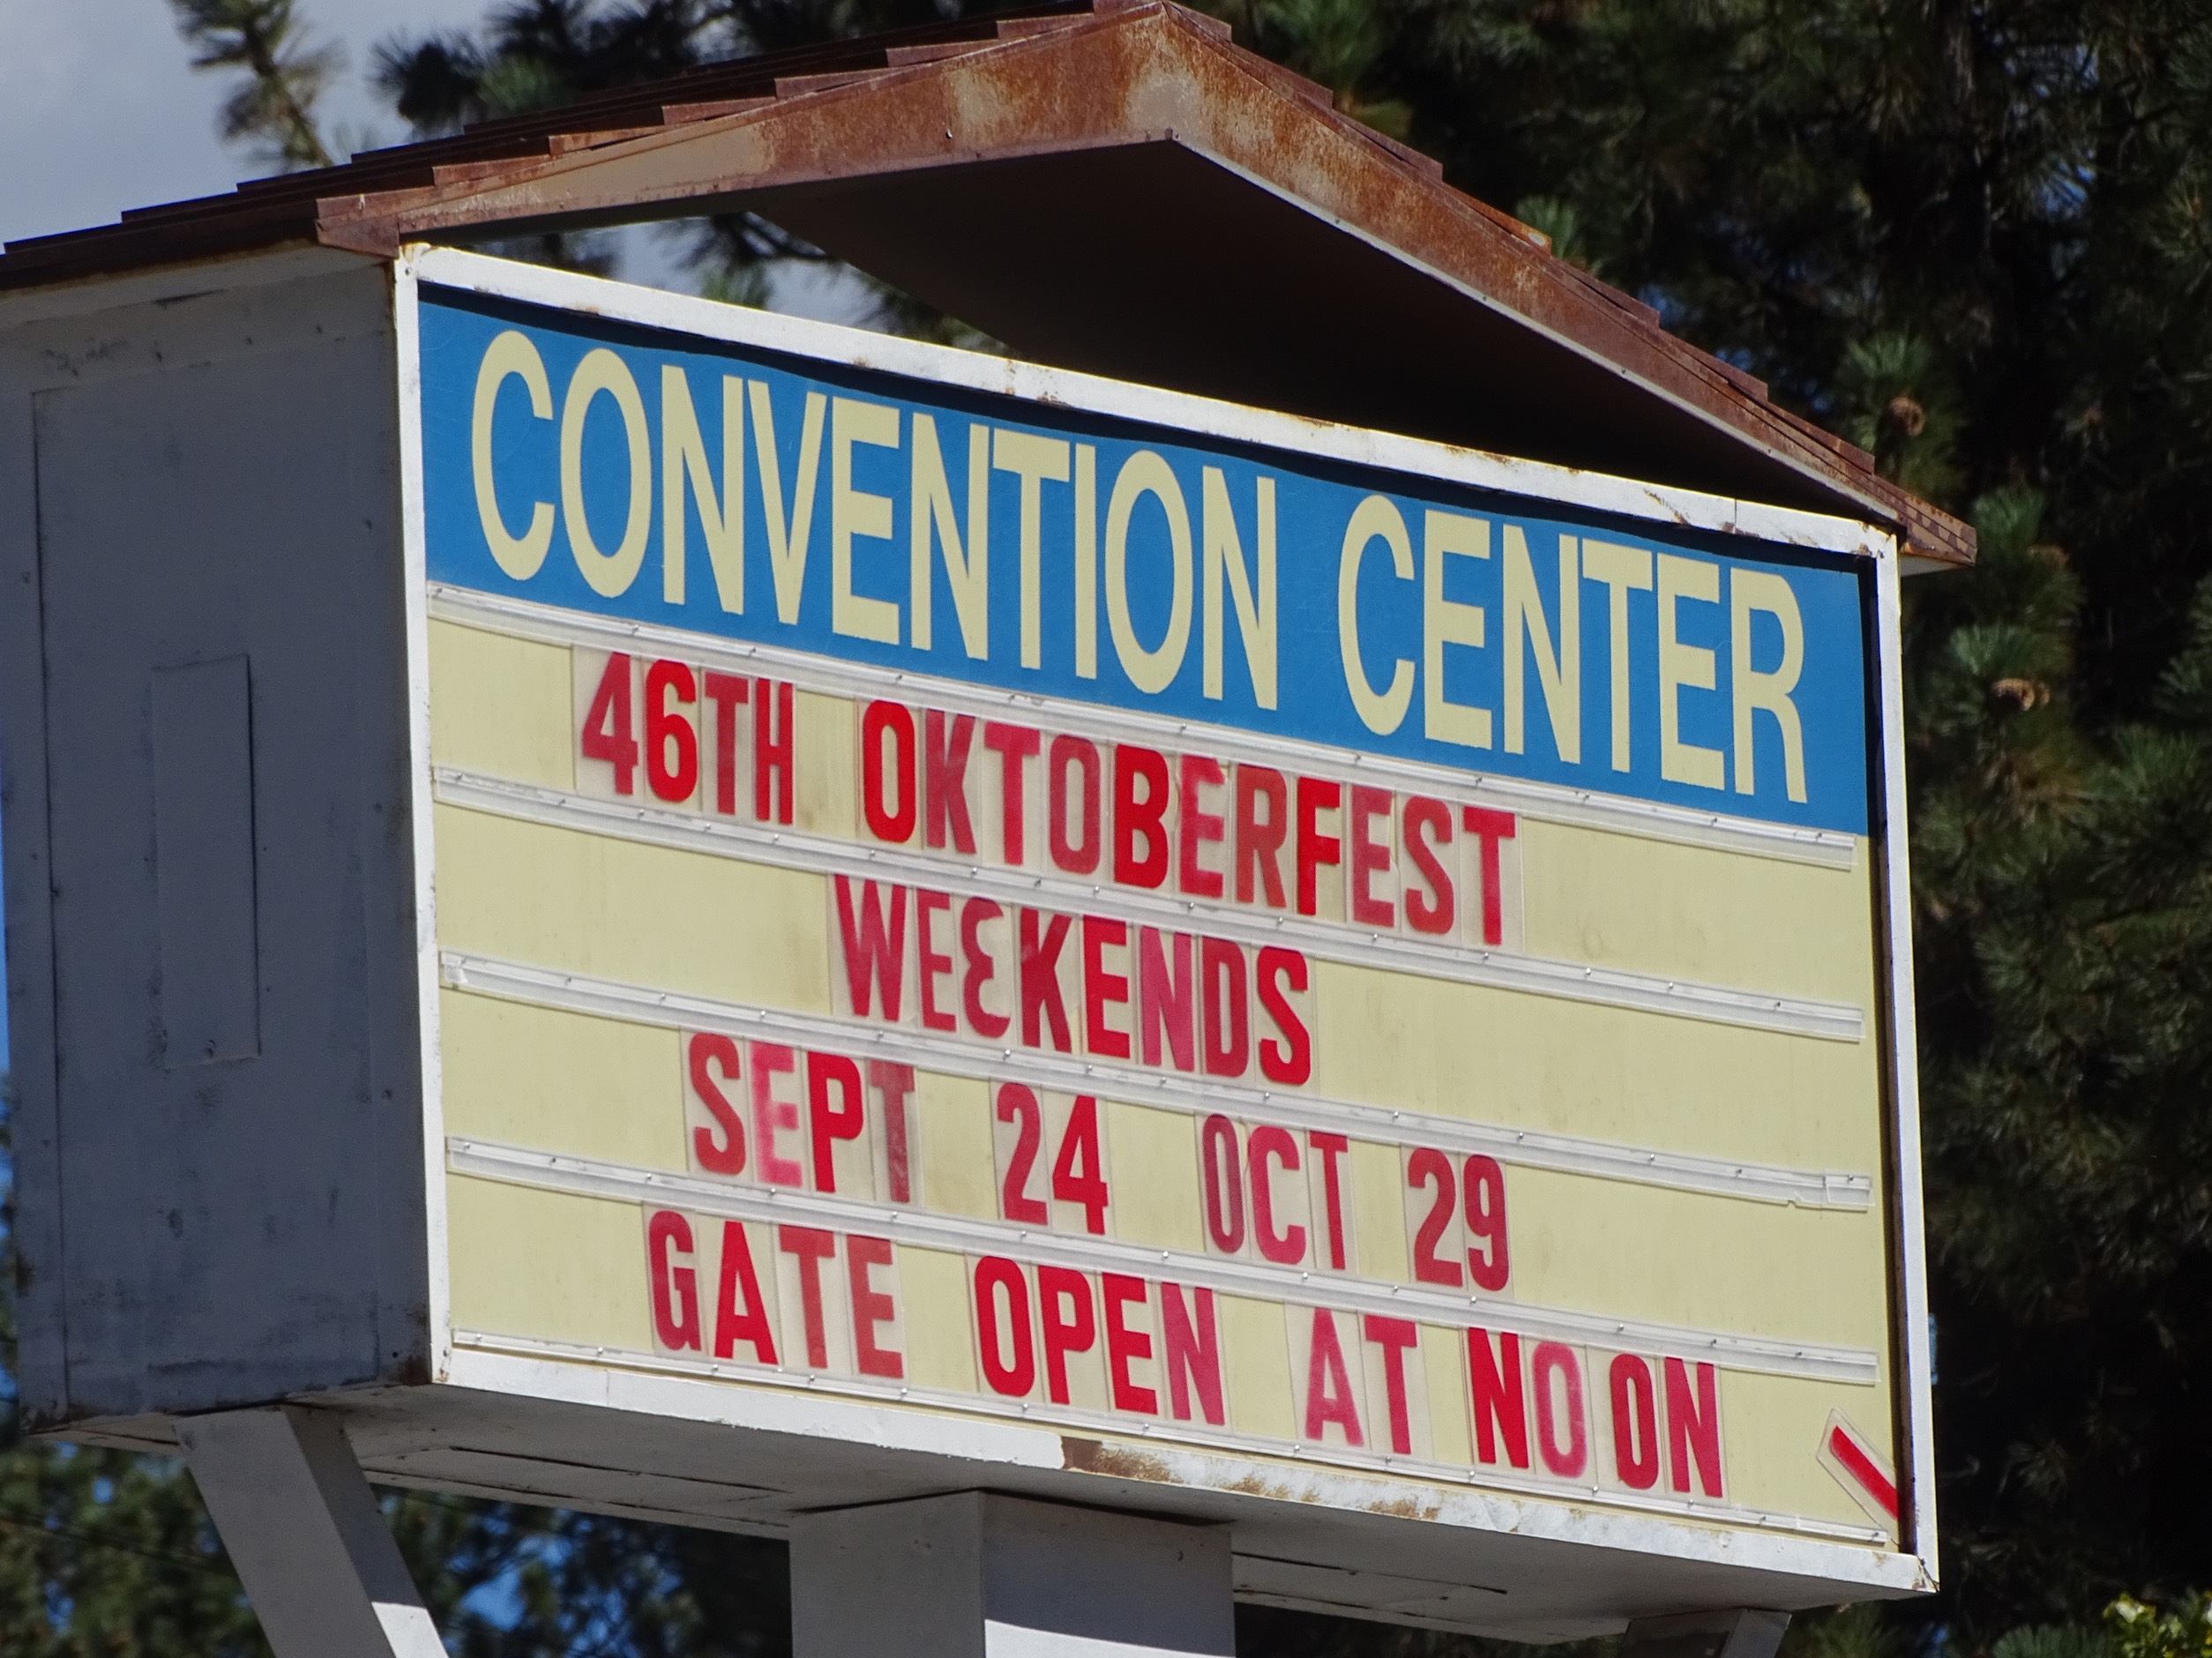 CONVENTION CENTER
46TH OKTOBERFEST
WEEKENDS
SEPT 24 OCT 29
GATE OPEN AT NOON